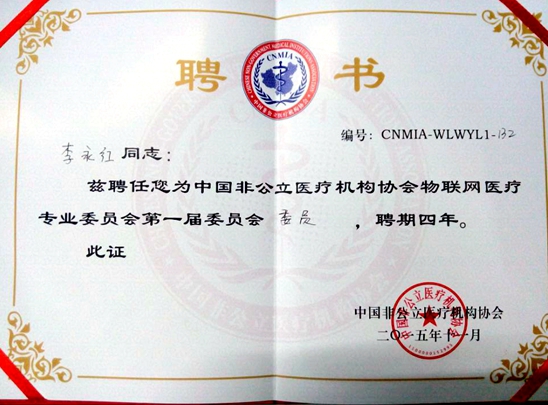 聘 书
CNMIA
编号：CNMIA-WLWYL1-132
李永红同志：
兹聘任您为中国非公立医疗机构协会物联网医疗
专业委员会第一届委员会 委员 ，聘期四年。
此证
中国非公立医疗机构协会
二〇一五年十一月